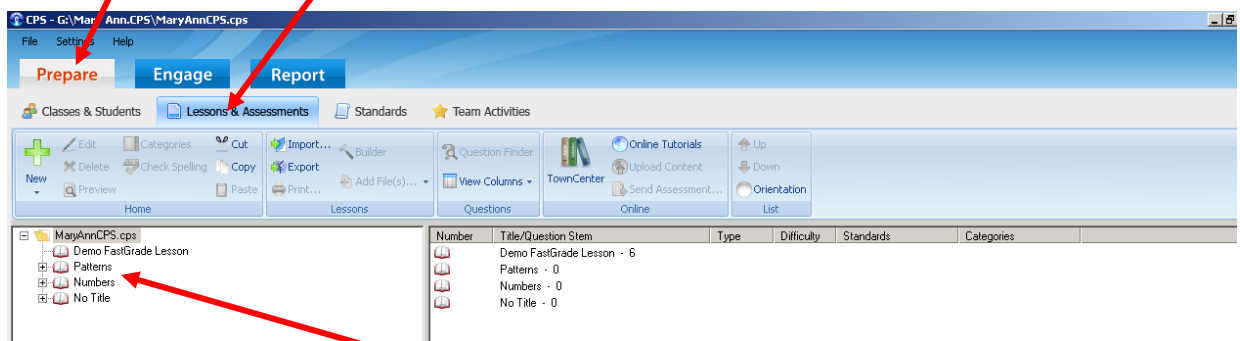 CPS - G:\Mary Ann.CPS\MaryAnnCPS.cps
File Settings Help
Prepare Engage Report
Classes & Students Lessons & Assessments Standards Team Activities
Edit Categories Cut Import... Builder Question Finder Online Tutorials Up
Delete Check Spelling Copy Export Upload Content Down
New Preview Paste Print... Add File(s)... View Columns TownCenter Send Assessment... Orientation
Home Lessons Questions Online List
MaryAnnCPS.cps Number Title/Question Stem Type Difficulty Standards Categories
Demo FastGrade Lesson Demo FastGrade Lesson - 6
Patterns Patterns - 0
Numbers Numbers - 0
No Title No Title - 0